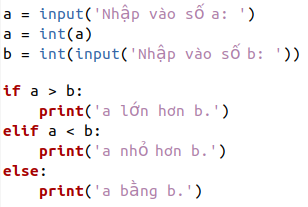 a = input('Nhập vào số a: ')
a = int(a)
b = int(input('Nhập vào số b: '))
if a > b:
    print('a lớn hơn b.')
elif a < b:
    print('a nhỏ hơn b.')
else:
    print('a bằng b.')